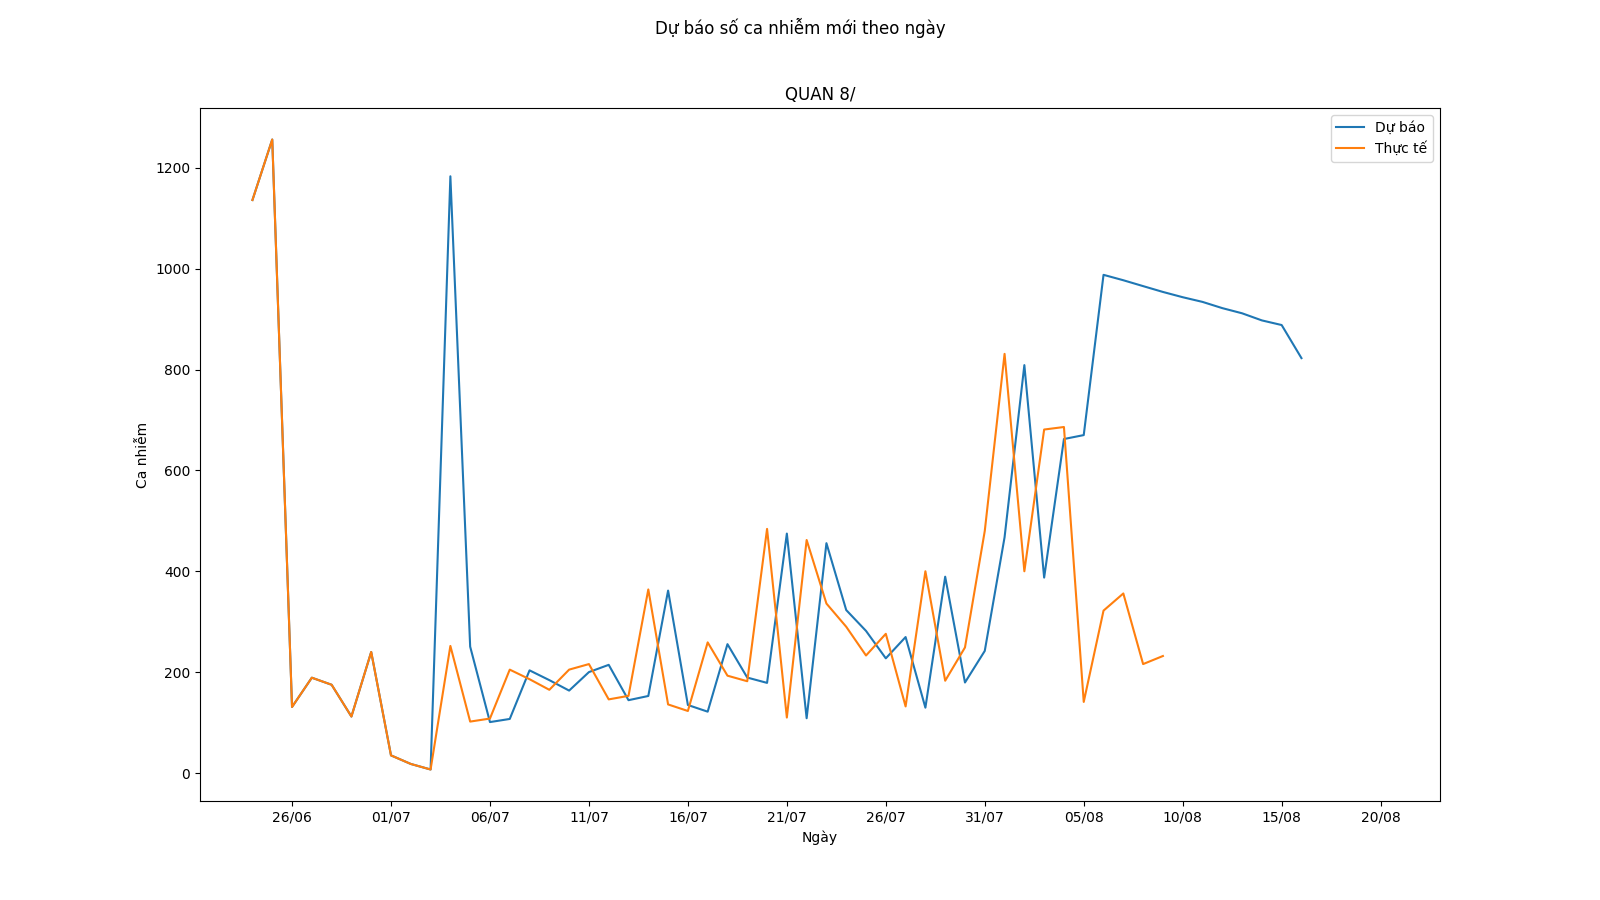 Dự báo số ca nhiễm mới theo ngày
QUAN 8/
Dự báo
Thực tế
1200
1000
800
600
400
200
0
Ca nhiễm
26/06 01/07 06/07 11/07 16/07 21/07 26/07 31/07 05/08 10/08 15/08 20/08
Ngày